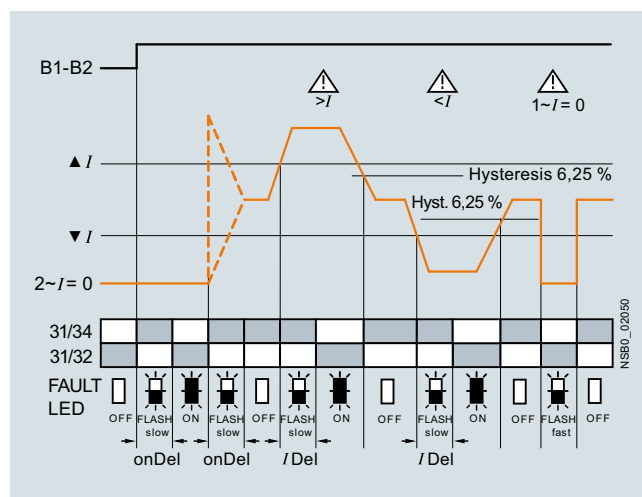 B1-B2
>I
<I
1~I= 0
▲ I
Hysteresis 6,25 %
Hyst. 6,25 %
▼ I
2~I= 0
NSB0_02050
31/34
31/32
FAULT
LED
OFF FLASH slow ON FLASH slow OFF FLASH slow ON OFF FLASH slow ON OFF FLASH fast OFF
onDel onDel I Del I Del